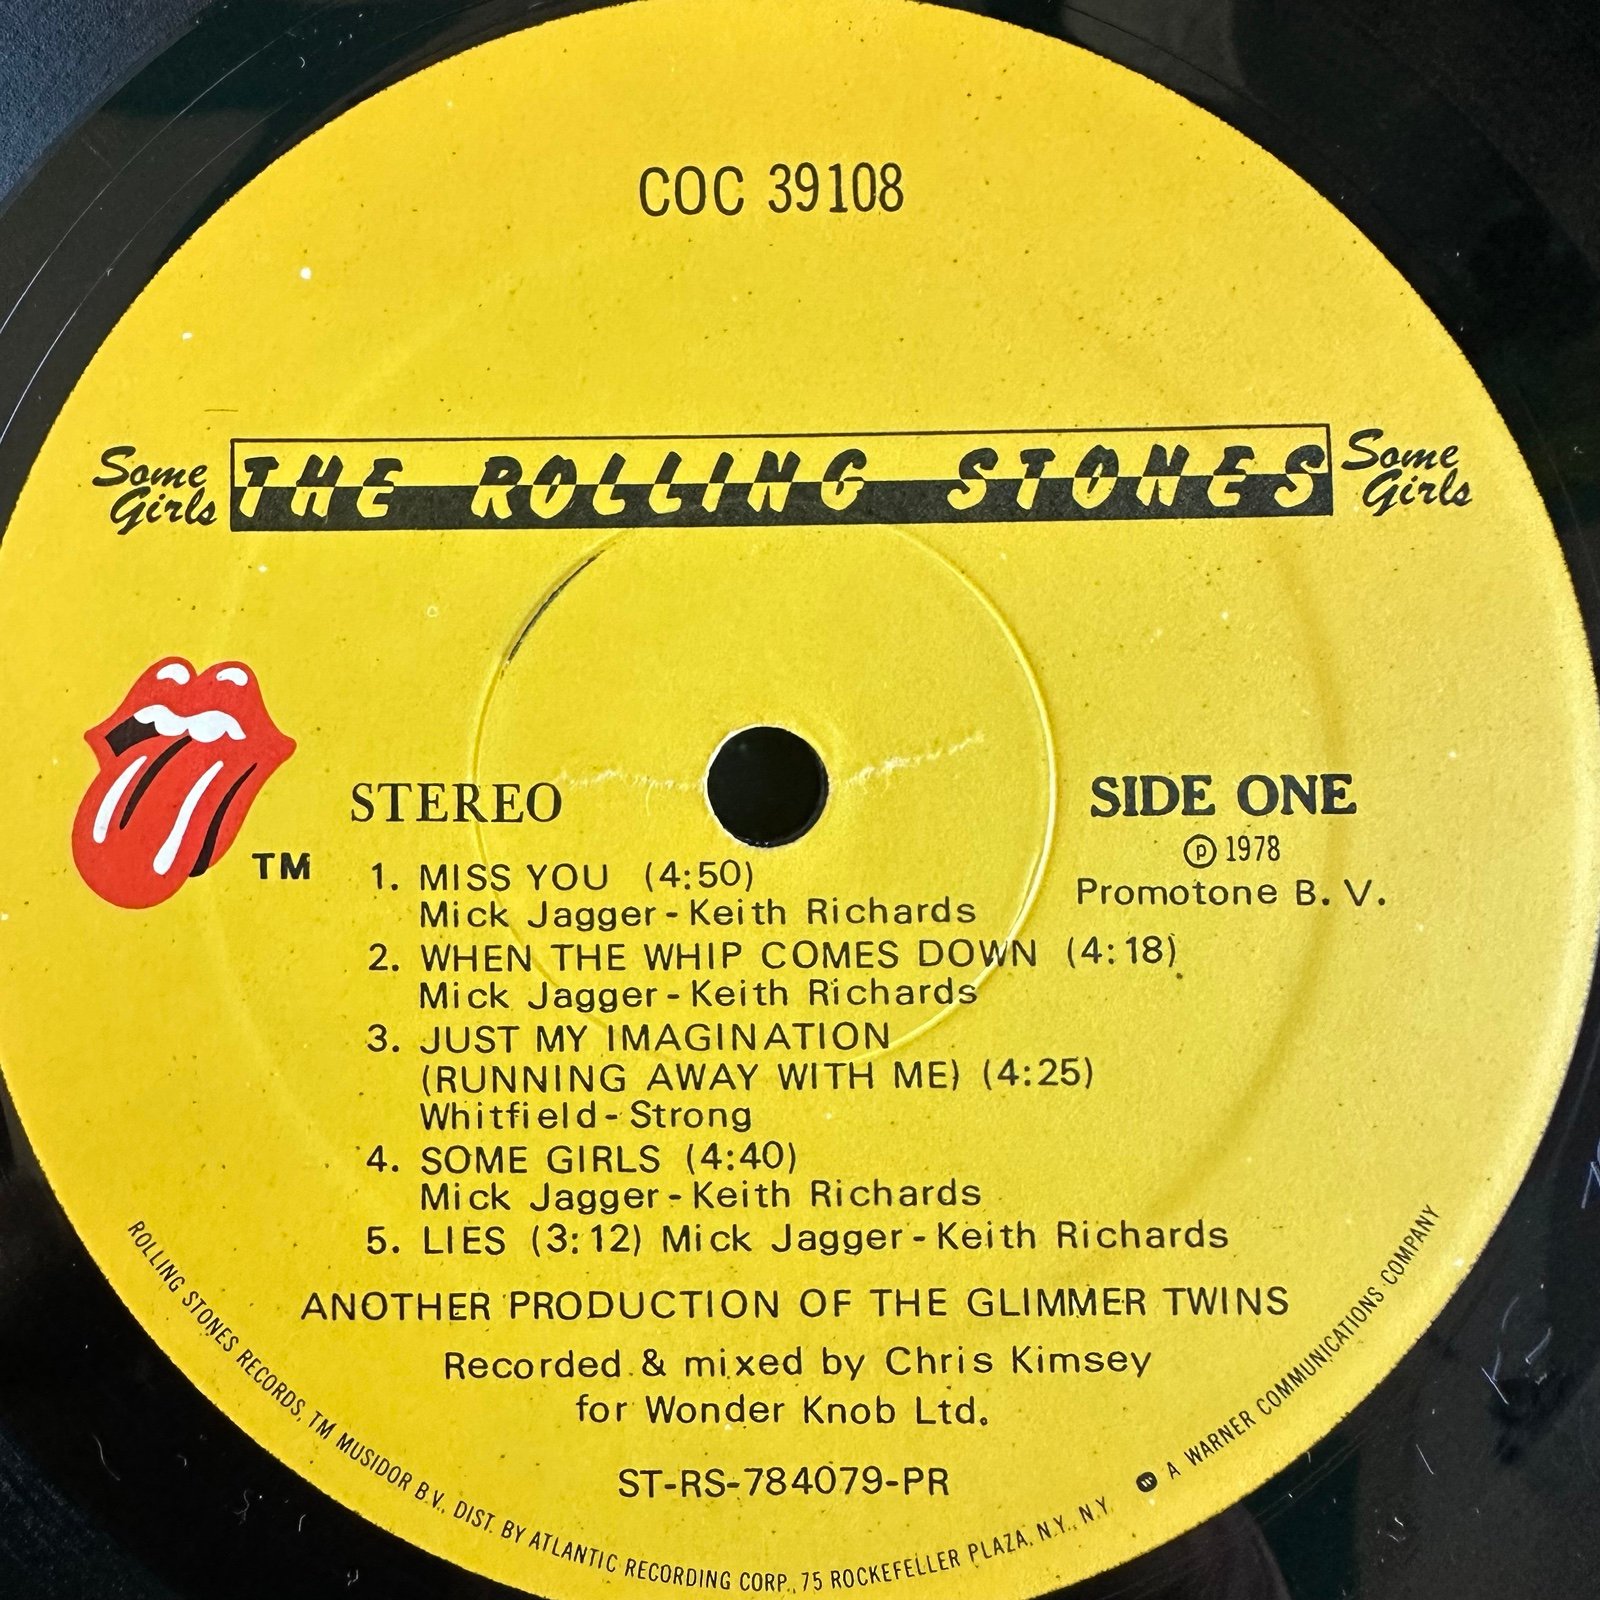 COC 39108
Some Girls
THE ROLLING STONES
Some Girls
TM
STEREO
SIDE ONE
Ⓟ 1978
Promotone B. V.
1. MISS YOU (4:50)
Mick Jagger - Keith Richards
2. WHEN THE WHIP COMES DOWN (4:18)
Mick Jagger - Keith Richards
3. JUST MY IMAGINATION
(RUNNING AWAY WITH ME) (4:25)
Whitfield - Strong
4. SOME GIRLS (4:40)
Mick Jagger - Keith Richards
5. LIES (3:12) Mick Jagger - Keith Richards
ANOTHER PRODUCTION OF THE GLIMMER TWINS
Recorded & mixed by Chris Kimsey
for Wonder Knob Ltd.
ST-RS-784079-PR
ROLLING STONES RECORDS, TM MUSIDOR B.V., DIST. BY ATLANTIC RECORDING CORP., 75 ROCKEFELLER PLAZA, N.Y., N.Y. A WARNER COMMUNICATIONS COMPANY